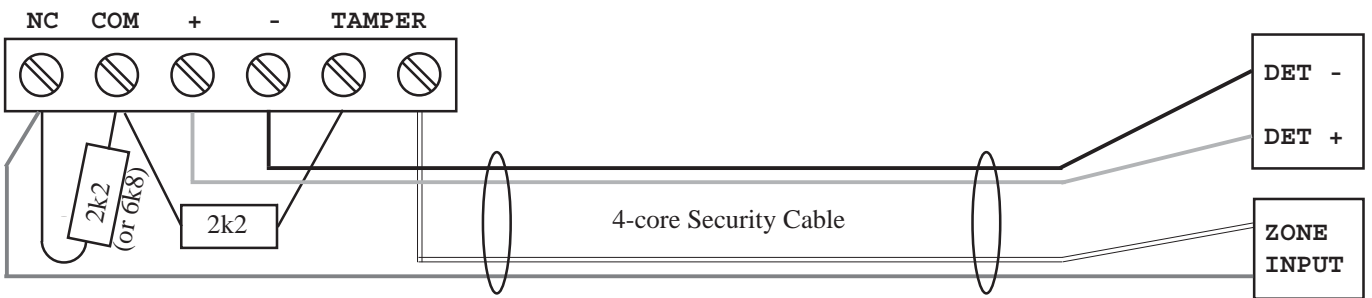 NC COM + - TAMPER
DET -
DET +
2k2
(or 6k8)
2k2
4-core Security Cable
ZONE
INPUT